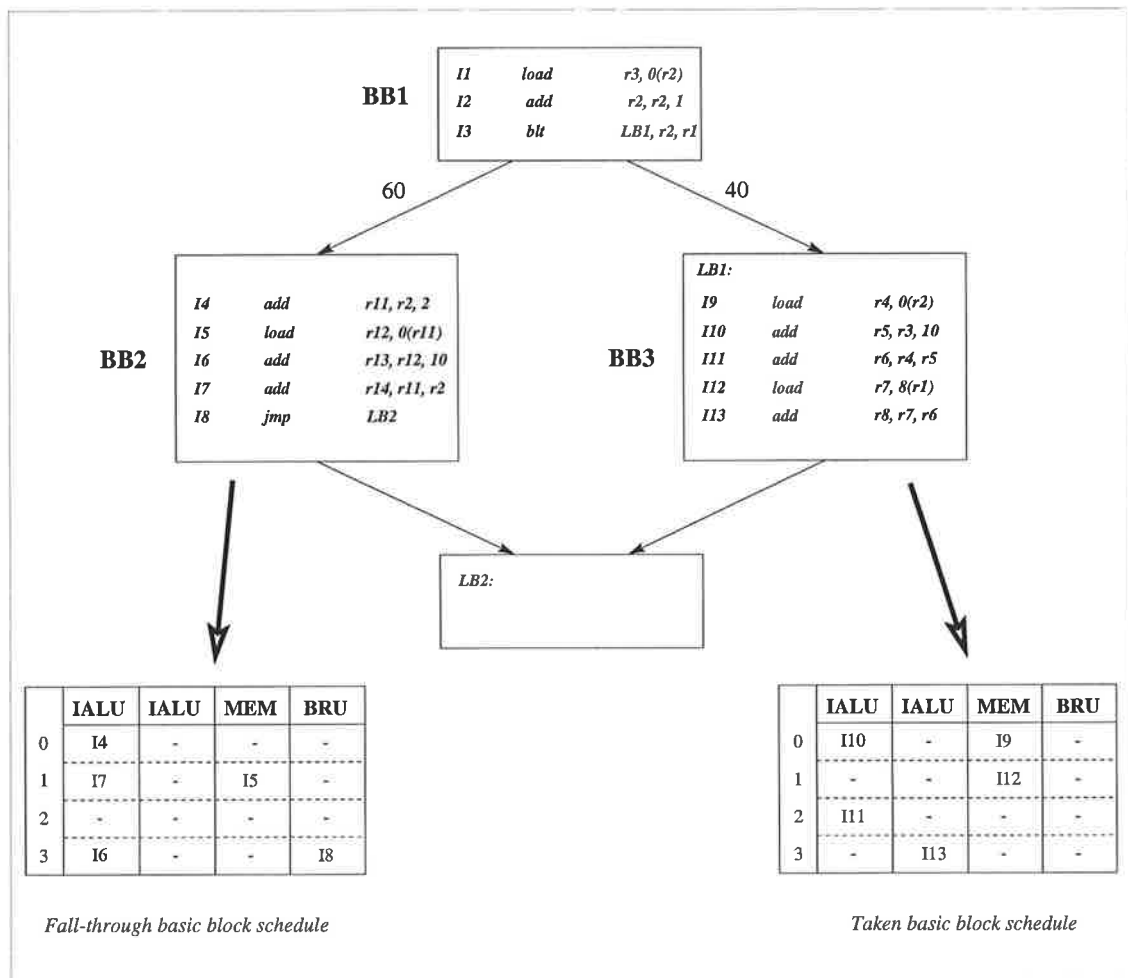 BB1
I1 load r3, 0(r2)
I2 add r2, r2, 1
I3 blt LB1, r2, r1
60
40
BB2
I4 add r11, r2, 2
I5 load r12, 0(r11)
I6 add r13, r12, 10
I7 add r14, r11, r2
I8 jmp LB2
BB3
LB1:
I9 load r4, 0(r2)
I10 add r5, r3, 10
I11 add r6, r4, r5
I12 load r7, 8(r1)
I13 add r8, r7, r6
LB2:
IALU IALU MEM BRU
0 I4 - - -
1 I7 - I5 -
2 - - - -
3 I6 - - I8
Fall-through basic block schedule
IALU IALU MEM BRU
0 I10 - I9 -
1 - - I12 -
2 I11 - - -
3 - I13 - -
Taken basic block schedule